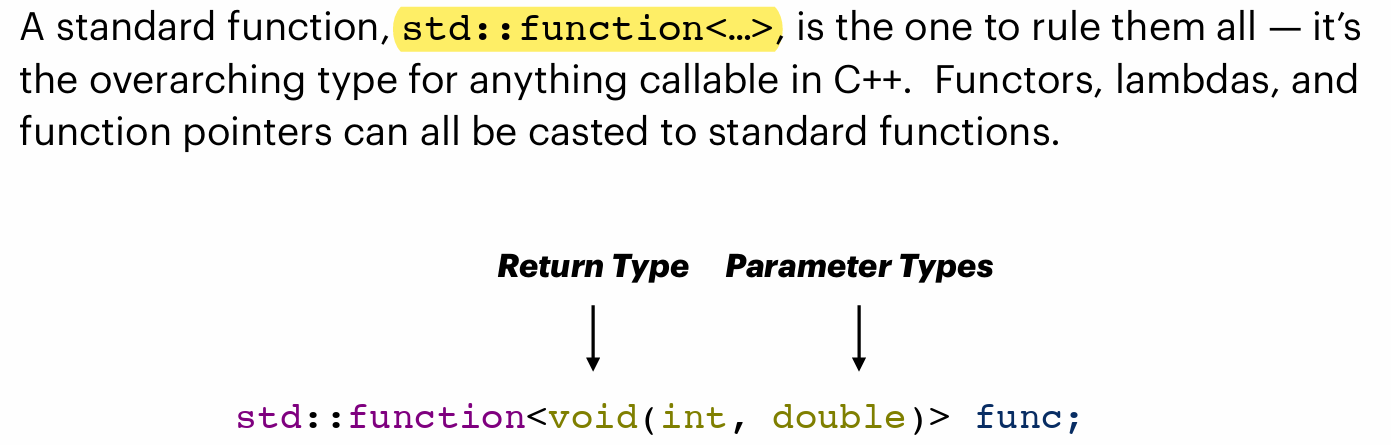 A standard function, std::function<…>, is the one to rule them all — it’s
the overarching type for anything callable in C++. Functors, lambdas, and
function pointers can all be casted to standard functions.
Return Type Parameter Types
std::function<void(int, double)> func;